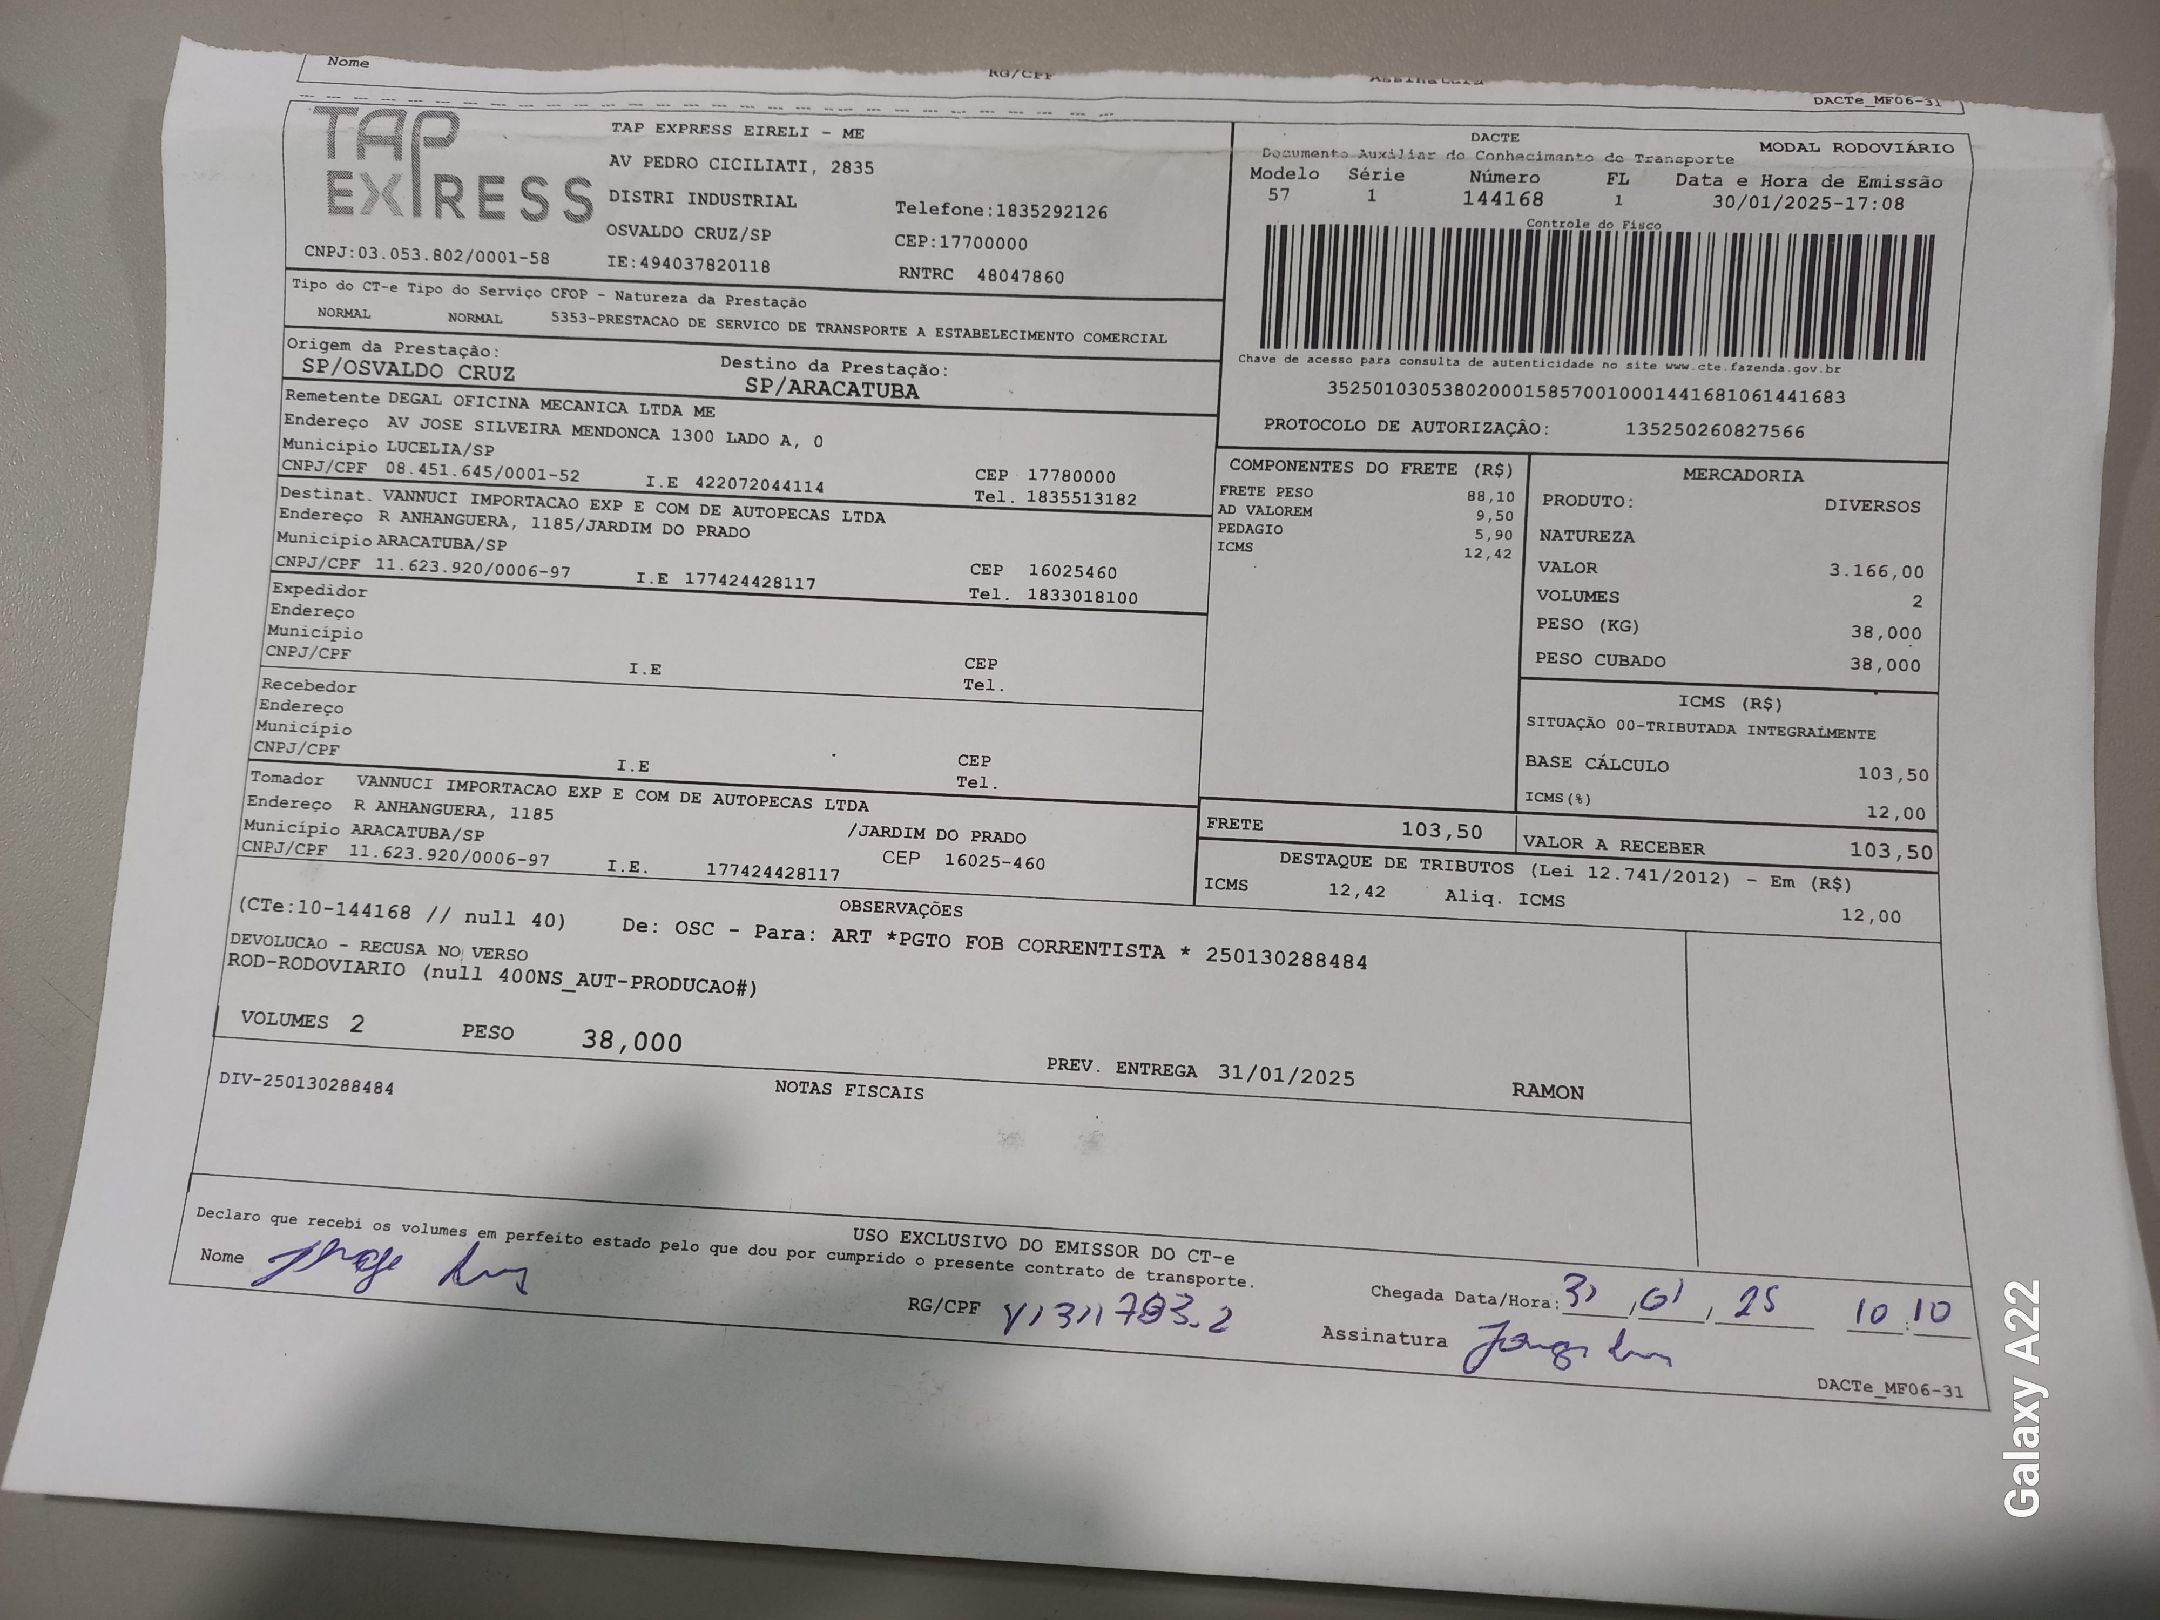 Nome RG/CPF Assinatura
DACTe_MF06-31
TAP EXPRESS
TAP EXPRESS EIRELI - ME
AV PEDRO CICILIATI, 2835
DISTRI INDUSTRIAL Telefone:1835292126
OSVALDO CRUZ/SP CEP:17700000
CNPJ:03.053.802/0001-58 IE:494037820118 RNTRC 48047860
DACTE MODAL RODOVIÁRIO
Documento Auxiliar do Conhecimento de Transporte
Modelo Série Número FL Data e Hora de Emissão
57 1 144168 1 30/01/2025-17:08
Controle do Fisco
Chave de acesso para consulta de autenticidade no site www.cte.fazenda.gov.br
35250103053802000158570010001441681061441683
PROTOCOLO DE AUTORIZAÇÃO: 135250260827566
Tipo do CT-e Tipo do Serviço CFOP - Natureza da Prestação
NORMAL NORMAL 5353-PRESTACAO DE SERVICO DE TRANSPORTE A ESTABELECIMENTO COMERCIAL
Origem da Prestação: Destino da Prestação:
SP/OSVALDO CRUZ SP/ARACATUBA
Remetente DEGAL OFICINA MECANICA LTDA ME
Endereço AV JOSE SILVEIRA MENDONCA 1300 LADO A, 0
Município LUCELIA/SP CEP 17780000
CNPJ/CPF 08.451.645/0001-52 I.E 422072044114 Tel. 1835513182
Destinat. VANNUCI IMPORTACAO EXP E COM DE AUTOPECAS LTDA
Endereço R ANHANGUERA, 1185/JARDIM DO PRADO
Município ARACATUBA/SP CEP 16025460
CNPJ/CPF 11.623.920/0006-97 I.E 177424428117 Tel. 1833018100
Expedidor
Endereço
Município CEP
CNPJ/CPF I.E Tel.
Recebedor
Endereço
Município CEP
CNPJ/CPF I.E Tel.
Tomador VANNUCI IMPORTACAO EXP E COM DE AUTOPECAS LTDA
Endereço R ANHANGUERA, 1185 /JARDIM DO PRADO
Município ARACATUBA/SP CEP 16025-460
CNPJ/CPF 11.623.920/0006-97 I.E. 177424428117
COMPONENTES DO FRETE (R$)
FRETE PESO 88,10
AD VALOREM 9,50
PEDAGIO 5,90
ICMS 12,42
MERCADORIA
PRODUTO: DIVERSOS
NATUREZA
VALOR 3.166,00
VOLUMES 2
PESO (KG) 38,000
PESO CUBADO 38,000
ICMS (R$)
SITUAÇÃO 00-TRIBUTADA INTEGRALMENTE
BASE CÁLCULO 103,50
ICMS(%) 12,00
FRETE 103,50 VALOR A RECEBER 103,50
DESTAQUE DE TRIBUTOS (Lei 12.741/2012) - Em (R$)
ICMS 12,42 Aliq. ICMS 12,00
OBSERVAÇÕES
(CTe:10-144168 // null 40) De: OSC - Para: ART *PGTO FOB CORRENTISTA * 250130288484
DEVOLUCAO - RECUSA NO VERSO
ROD-RODOVIARIO (null 400NS_AUT-PRODUCAO#)
VOLUMES 2 PESO 38,000 PREV. ENTREGA 31/01/2025 RAMON
NOTAS FISCAIS
DIV-250130288484
USO EXCLUSIVO DO EMISSOR DO CT-e
Declaro que recebi os volumes em perfeito estado pelo que dou por cumprido o presente contrato de transporte.
Nome RG/CPF
Chegada Data/Hora: 31 , 01 , 25 10:10
Assinatura
DACTe_MF06-31
Galaxy A22